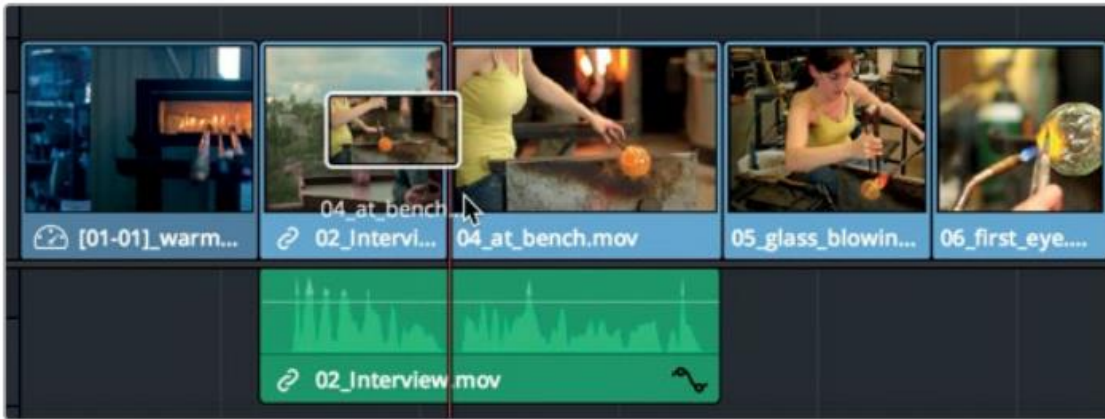 04_at_bench...
[01-01]_warm...
02_Intervi...
04_at_bench.mov
05_glass_blowin...
06_first_eye....
02_Interview.mov